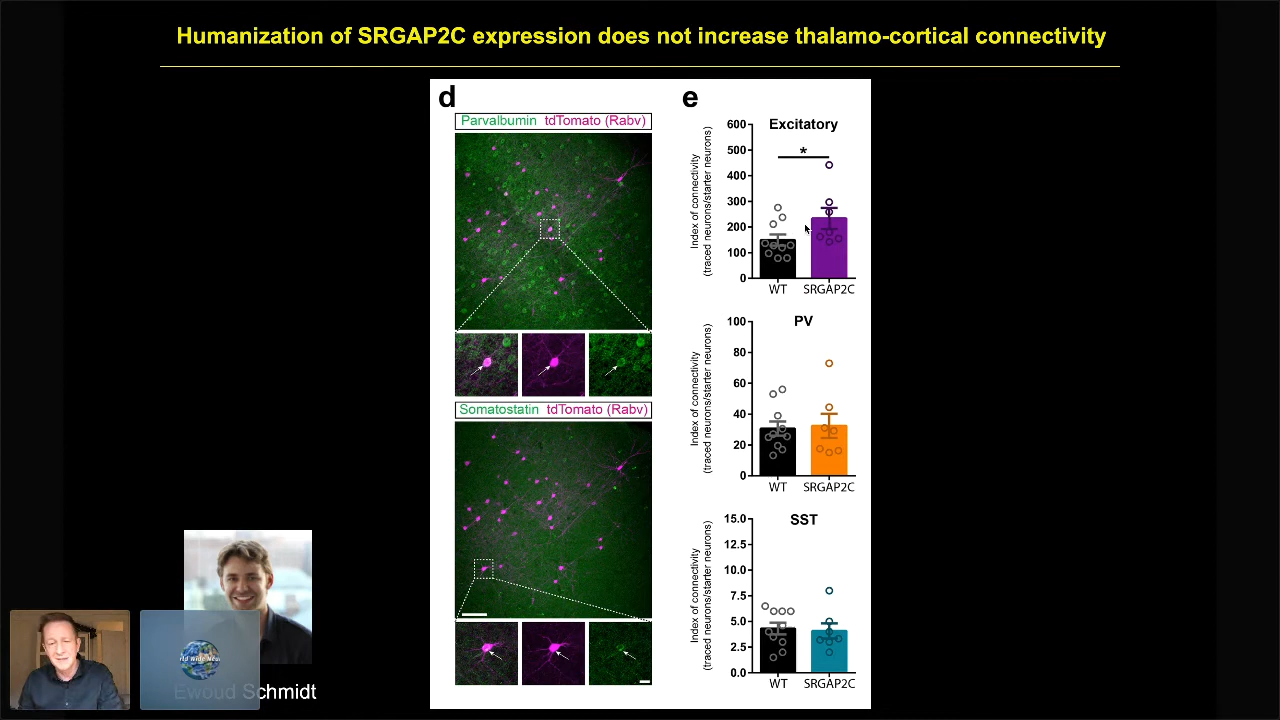 Humanization of SRGAP2C expression does not increase thalamo-cortical connectivity
d
Parvalbumin tdTomato (Rabv)
Somatostatin tdTomato (Rabv)
e
Excitatory
Index of connectivity
(traced neurons/starter neurons)
600
500
400
300
200
100
0
*
WT SRGAP2C
PV
Index of connectivity
(traced neurons/starter neurons)
100
80
60
40
20
0
WT SRGAP2C
SST
Index of connectivity
(traced neurons/starter neurons)
15.0
12.5
10.0
7.5
5.0
2.5
0.0
WT SRGAP2C
Ewoud Schmidt